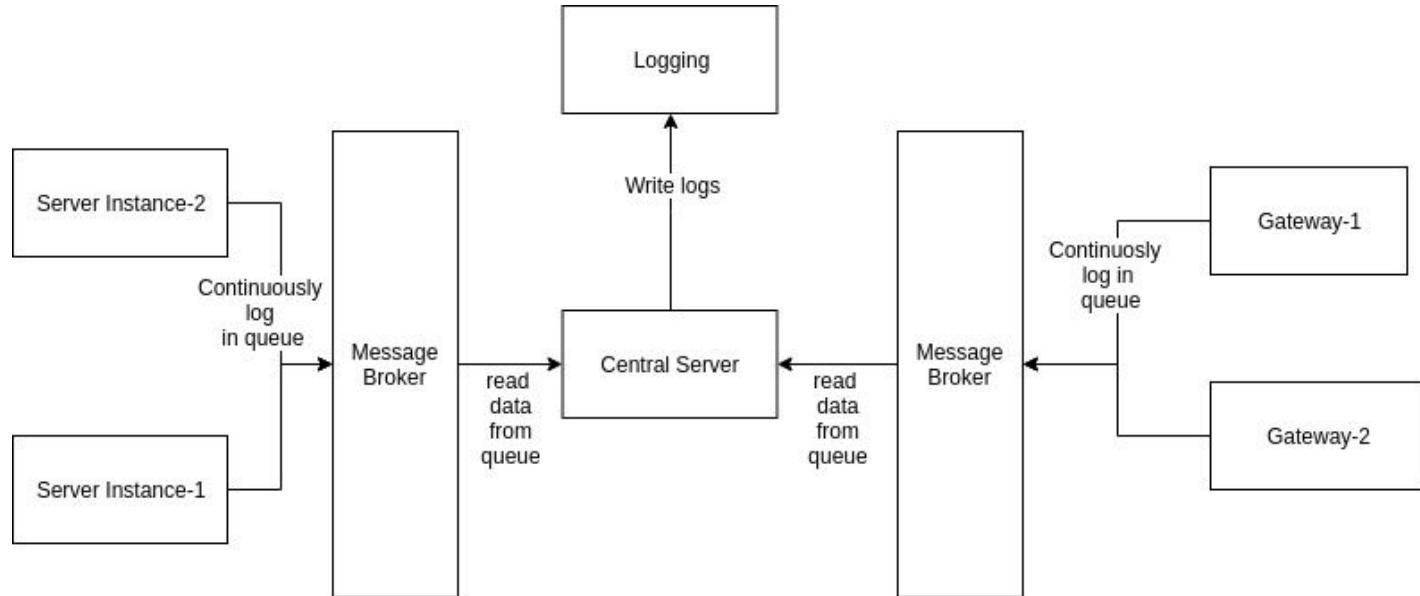 Logging
Write logs
Server Instance-2
Continuously
log
in queue
Server Instance-1
Message
Broker
read
data
from
queue
Central Server
read
data
from
queue
Message
Broker
Continuosly
log in
queue
Gateway-1
Gateway-2